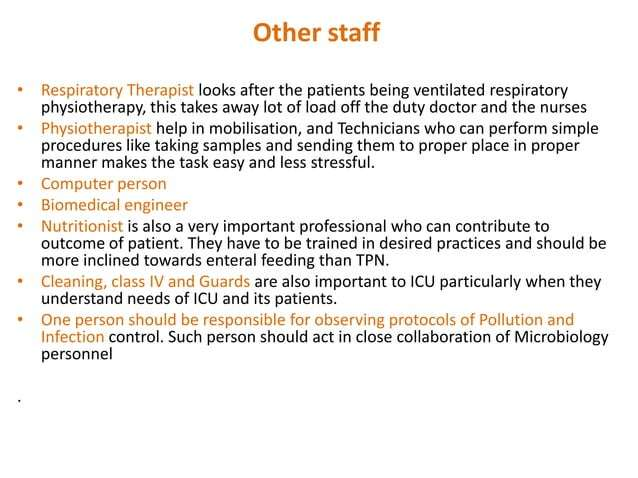 Other staff
• Respiratory Therapist looks after the patients being ventilated respiratory
physiotherapy, this takes away lot of load off the duty doctor and the nurses
• Physiotherapist help in mobilisation, and Technicians who can perform simple
procedures like taking samples and sending them to proper place in proper
manner makes the task easy and less stressful.
• Computer person
• Biomedical engineer
• Nutritionist is also a very important professional who can contribute to
outcome of patient. They have to be trained in desired practices and should be
more inclined towards enteral feeding than TPN.
• Cleaning, class IV and Guards are also important to ICU particularly when they
understand needs of ICU and its patients.
• One person should be responsible for observing protocols of Pollution and
Infection control. Such person should act in close collaboration of Microbiology
personnel
.